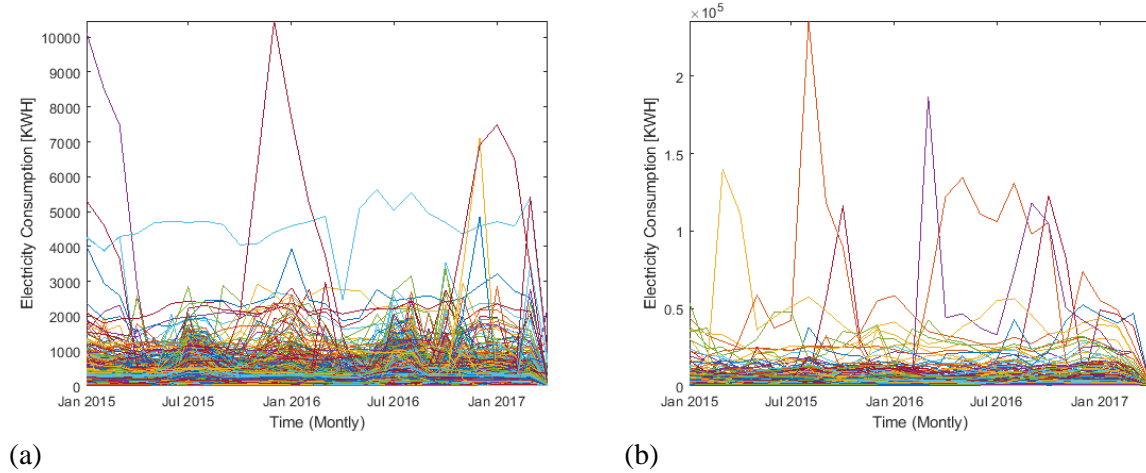 10000
9000
8000
7000
6000
5000
4000
3000
2000
1000
0
Electricity Consumption [KWH]
Jan 2015 Jul 2015 Jan 2016 Jul 2016 Jan 2017
Time (Montly)
(a)
× 10^5
2
1.5
1
0.5
0
Electricity Consumption [KWH]
Jan 2015 Jul 2015 Jan 2016 Jul 2016 Jan 2017
Time (Montly)
(b)